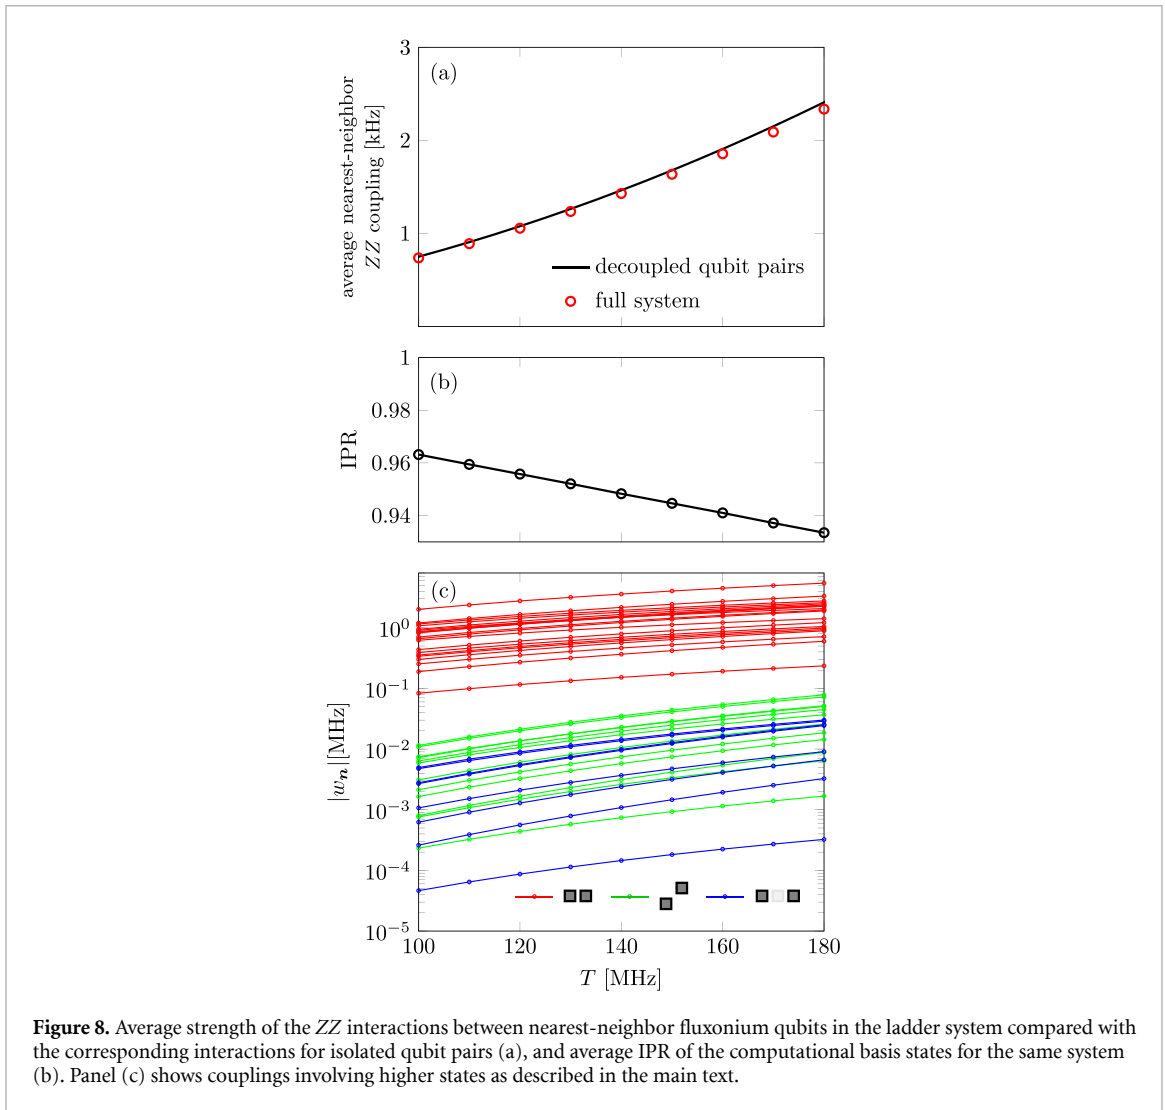 3
(a)
average nearest-neighbor
ZZ coupling [kHz]
2
1
decoupled qubit pairs
full system
1
(b)
0.98
IPR
0.96
0.94
(c)
10^0
10^−1
10^−2
|w_n|[MHz]
10^−3
10^−4
10^−5
100 120 140 160 180
T [MHz]
Figure 8. Average strength of the ZZ interactions between nearest-neighbor fluxonium qubits in the ladder system compared with
the corresponding interactions for isolated qubit pairs (a), and average IPR of the computational basis states for the same system
(b). Panel (c) shows couplings involving higher states as described in the main text.